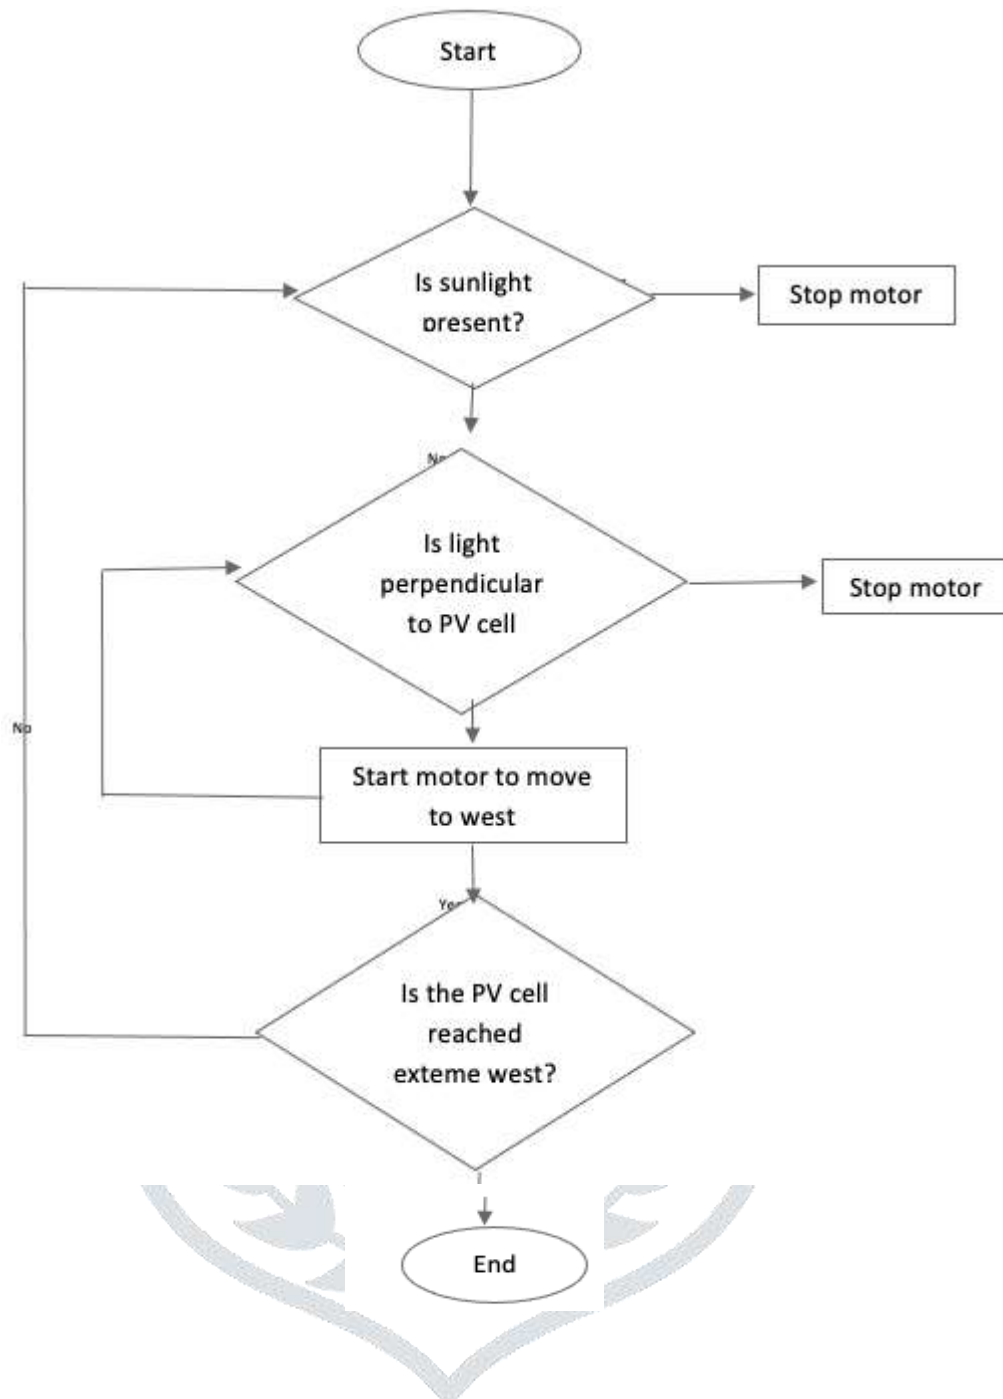 Start
Is sunlight
present?
Stop motor
No
Is light
perpendicular
to PV cell
Stop motor
No
Start motor to move
to west
Yes
Is the PV cell
reached
exteme west?
End